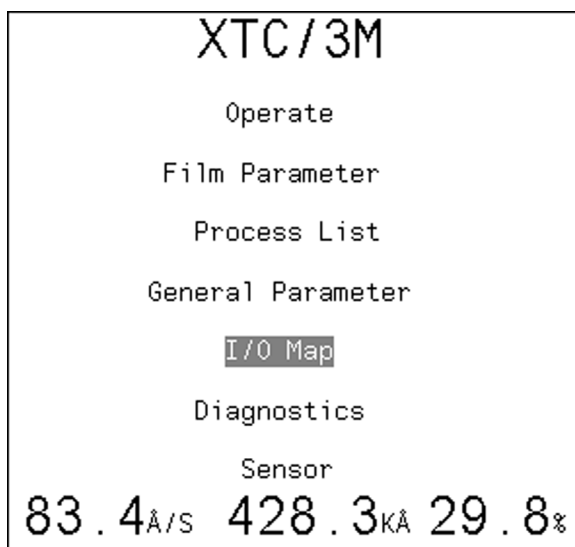 XTC/3M
Operate
Film Parameter
Process List
General Parameter
I/O Map
Diagnostics
Sensor
83.4Å/S 428.3KÅ 29.8%